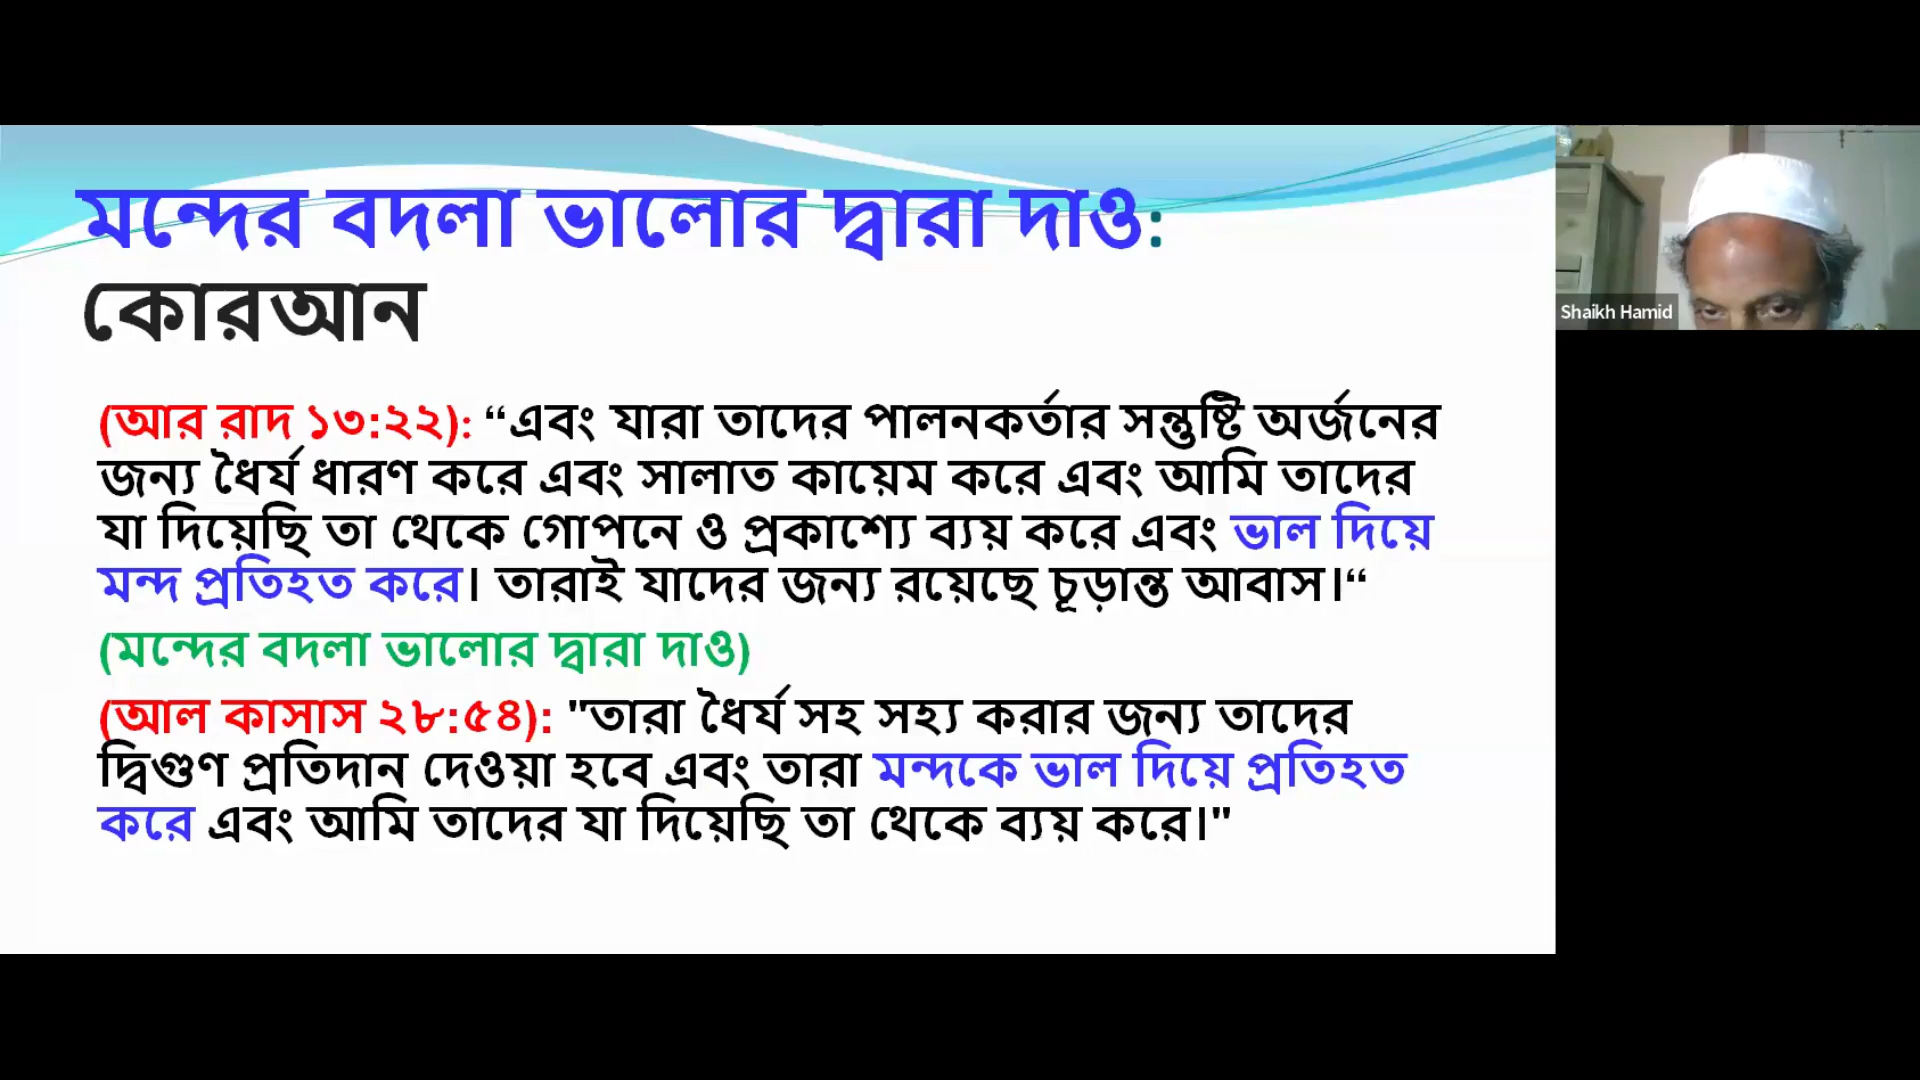 মন্দের বদলা ভালোর দ্বারা দাও:
কোরআন
(আর রাদ ১৩:২২): “এবং যারা তাদের পালনকর্তার সন্তুষ্টি অর্জনের
জন্য ধৈর্য ধারণ করে এবং সালাত কায়েম করে এবং আমি তাদের
যা দিয়েছি তা থেকে গোপনে ও প্রকাশ্যে ব্যয় করে এবং ভাল দিয়ে
মন্দ প্রতিহত করে। তারাই যাদের জন্য রয়েছে চূড়ান্ত আবাস।“
(মন্দের বদলা ভালোর দ্বারা দাও)
(আল কাসাস ২৮:৫৪): "তারা ধৈর্য সহ সহ্য করার জন্য তাদের
দ্বিগুণ প্রতিদান দেওয়া হবে এবং তারা মন্দকে ভাল দিয়ে প্রতিহত
করে এবং আমি তাদের যা দিয়েছি তা থেকে ব্যয় করে।"
Shaikh Hamid